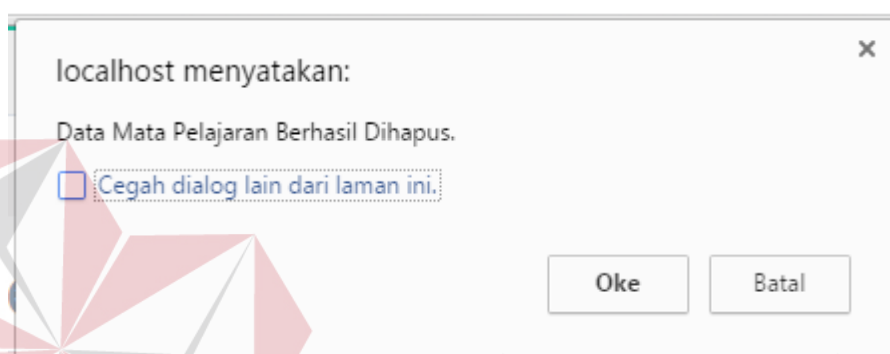 localhost menyatakan:
Data Mata Pelajaran Berhasil Dihapus.
Cegah dialog lain dari laman ini.
Oke Batal